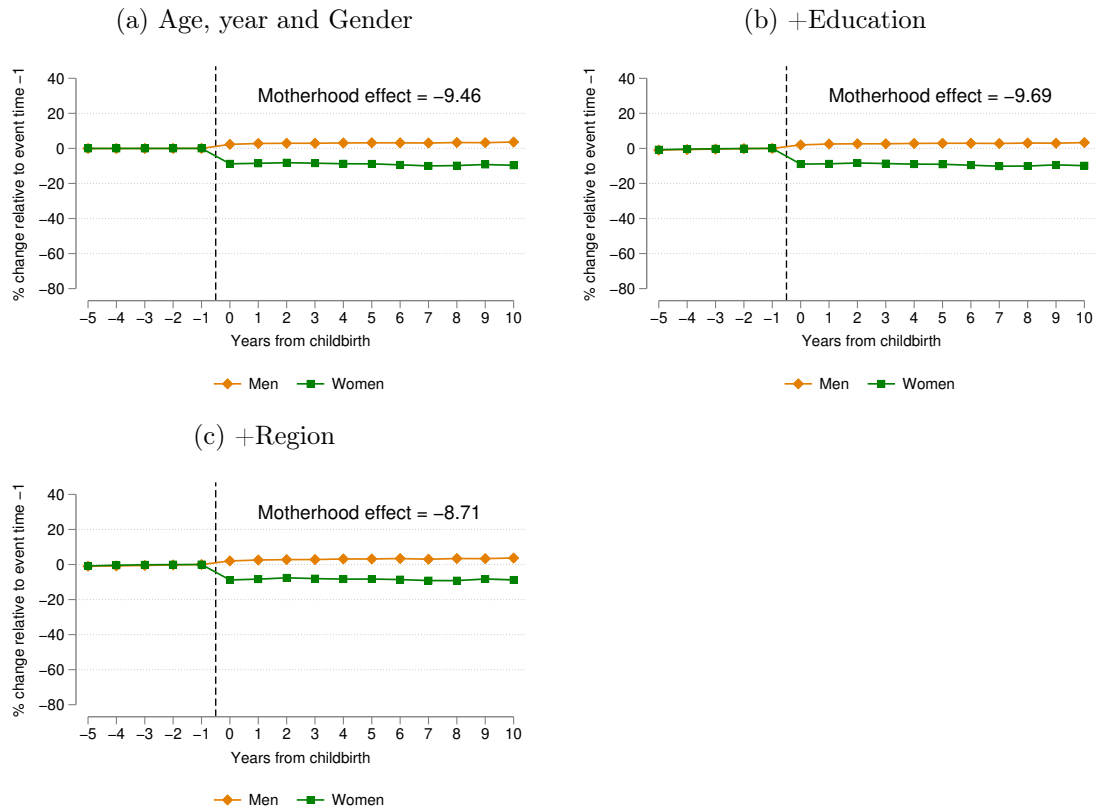 (a) Age, year and Gender
% change relative to event time −1
40
20
0
−20
−40
−60
−80
Motherhood effect = −9.46
−5 −4 −3 −2 −1 0 1 2 3 4 5 6 7 8 9 10
Years from childbirth
Men Women
(b) +Education
% change relative to event time −1
40
20
0
−20
−40
−60
−80
Motherhood effect = −9.69
−5 −4 −3 −2 −1 0 1 2 3 4 5 6 7 8 9 10
Years from childbirth
Men Women
(c) +Region
% change relative to event time −1
40
20
0
−20
−40
−60
−80
Motherhood effect = −8.71
−5 −4 −3 −2 −1 0 1 2 3 4 5 6 7 8 9 10
Years from childbirth
Men Women